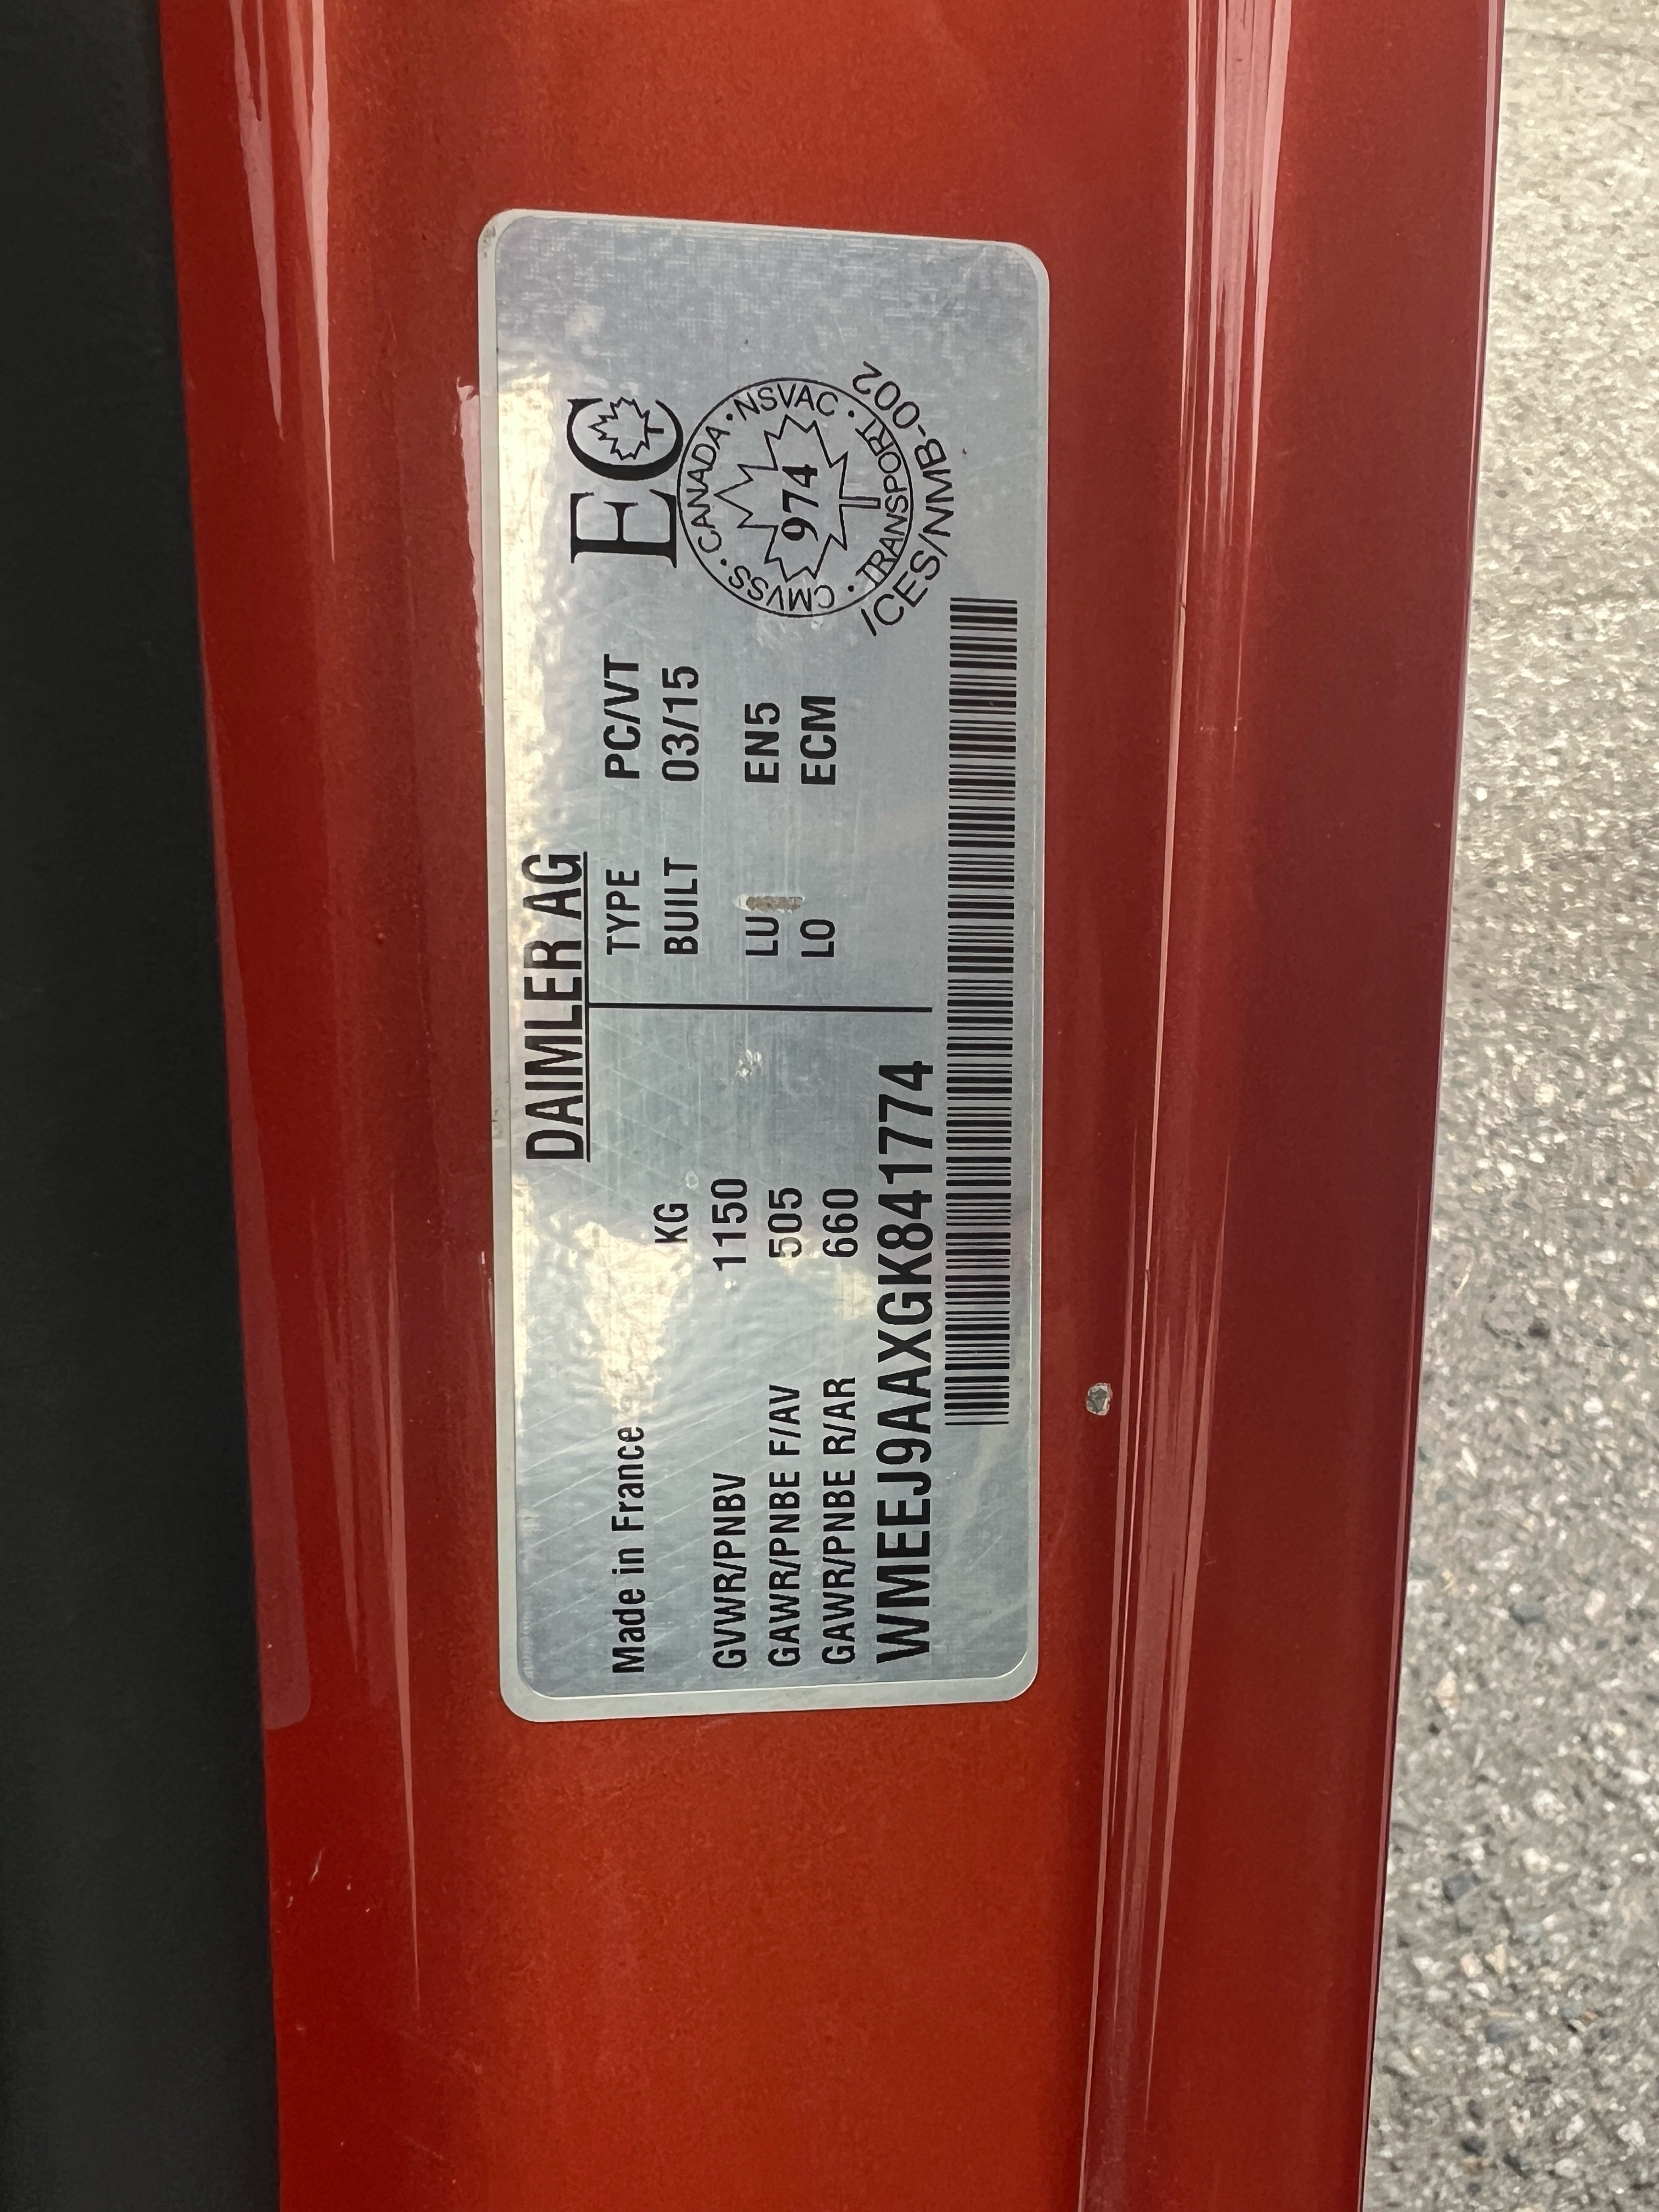 DAIMLER AG
Made in France
KG
GVWR/PNBV 1150
GAWR/PNBE F/AV 505
GAWR/PNBE R/AR 660
WMEEJ9AAXGK841774
TYPE PC/VT
BUILT 03/15
LU EN5
LO ECM
EC
CMVSS · CANADA · NSVAC · TRANSPORT ·
974
ICES/NMB-002